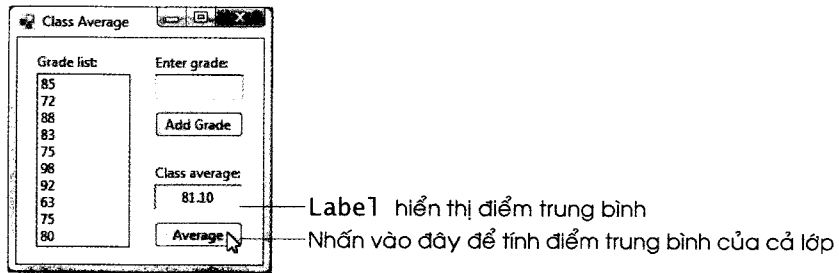 Class Average
Grade list:
Enter grade:
85
72
88
83
75
98
92
63
75
80
Add Grade
Class average:
81.10
Average
Label hiển thị điểm trung bình
Nhấn vào đây để tính điểm trung bình của cả lớp